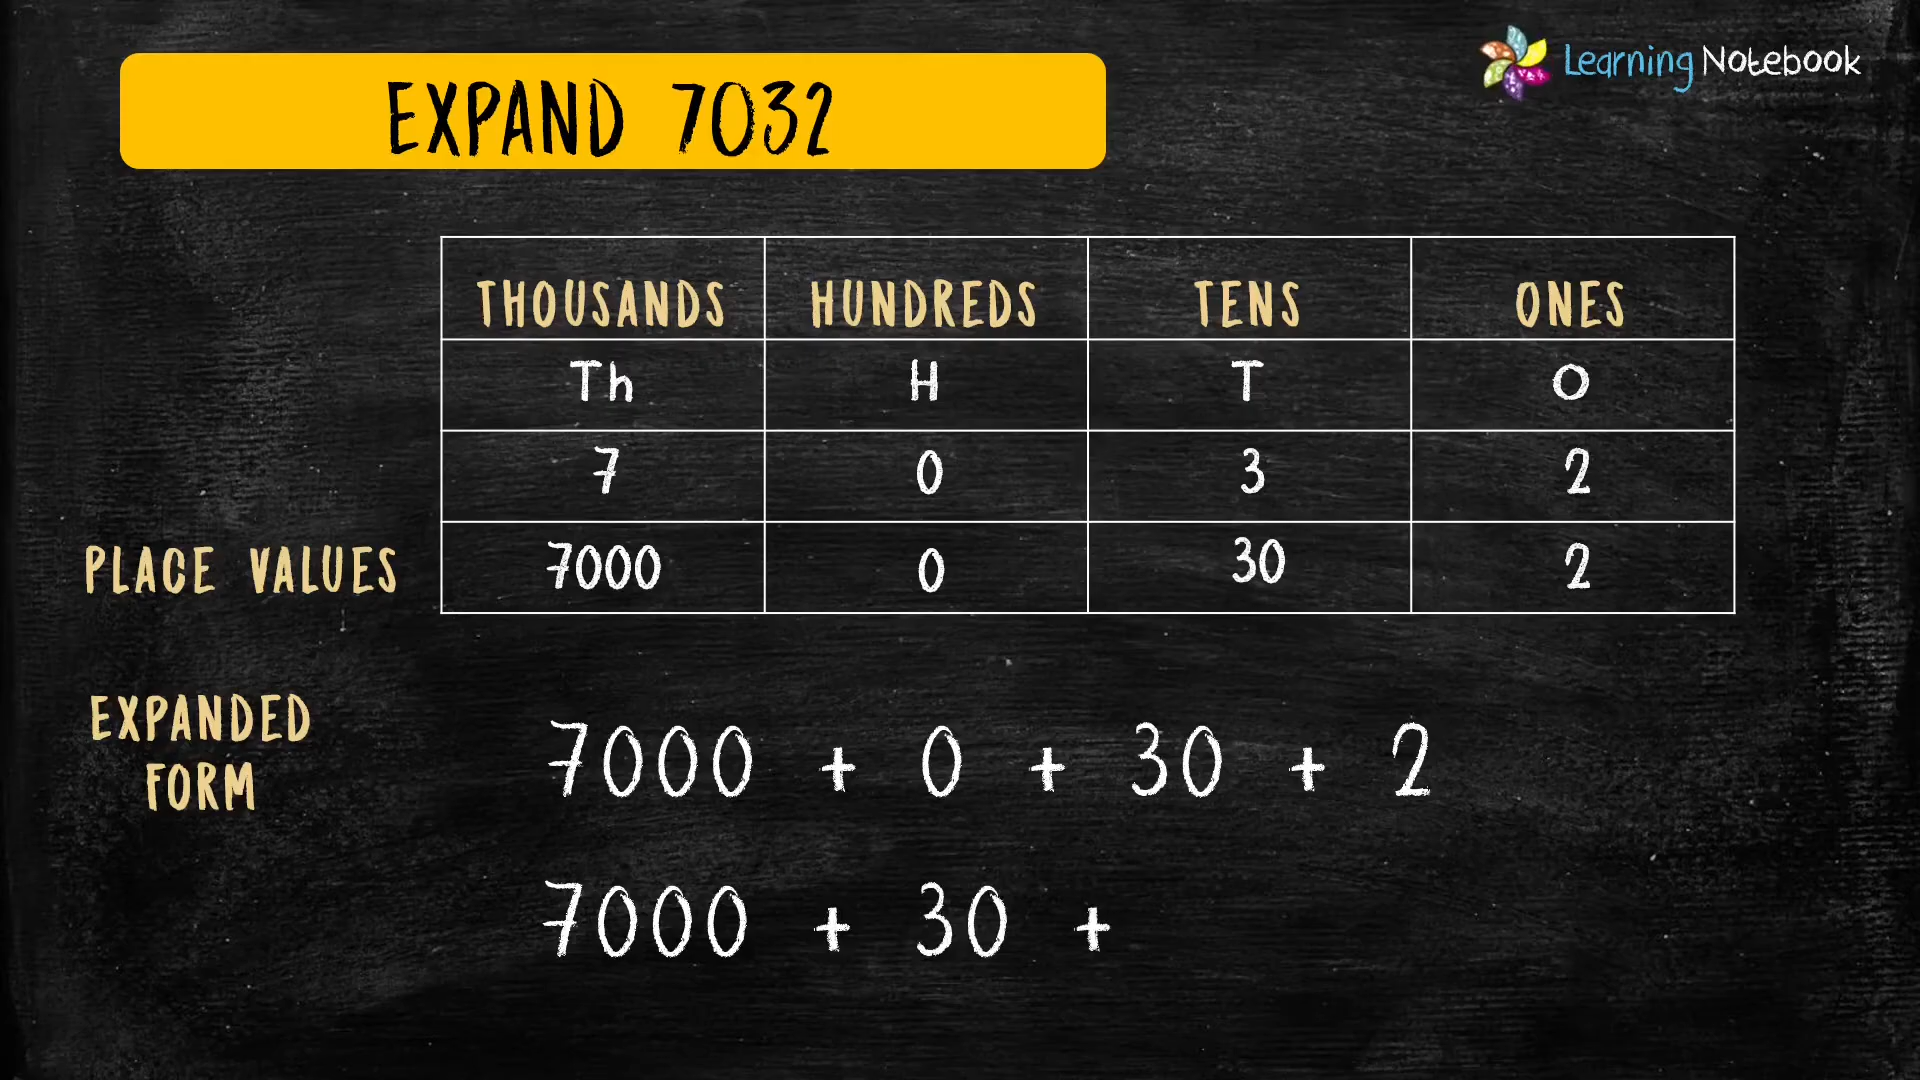 EXPAND 7032
Learning Notebook
THOUSANDS HUNDREDS TENS ONES
Th H T O
7 0 3 2
PLACE VALUES 7000 0 30 2
EXPANDED
FORM
7000 + 0 + 30 + 2
7000 + 30 +